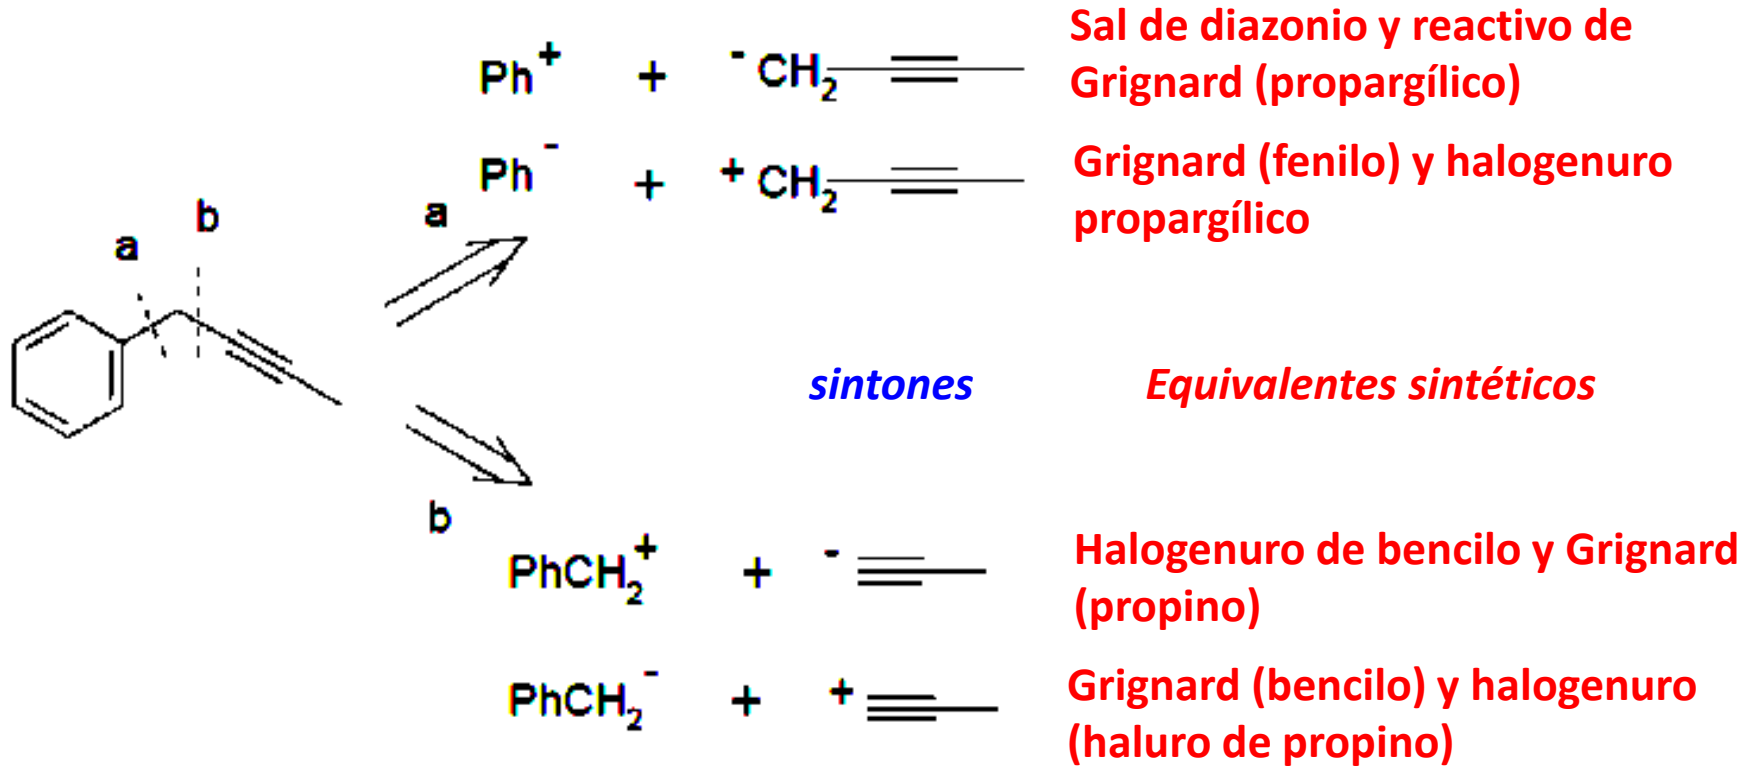 Ph+ + -CH2 Sal de diazonio y reactivo de
Grignard (propargílico)
Ph- + +CH2 Grignard (fenilo) y halogenuro
propargílico
a
b
a
sintones Equivalentes sintéticos
b
PhCH2+ + - Halogenuro de bencilo y Grignard
(propino)
PhCH2- + + Grignard (bencilo) y halogenuro
(haluro de propino)